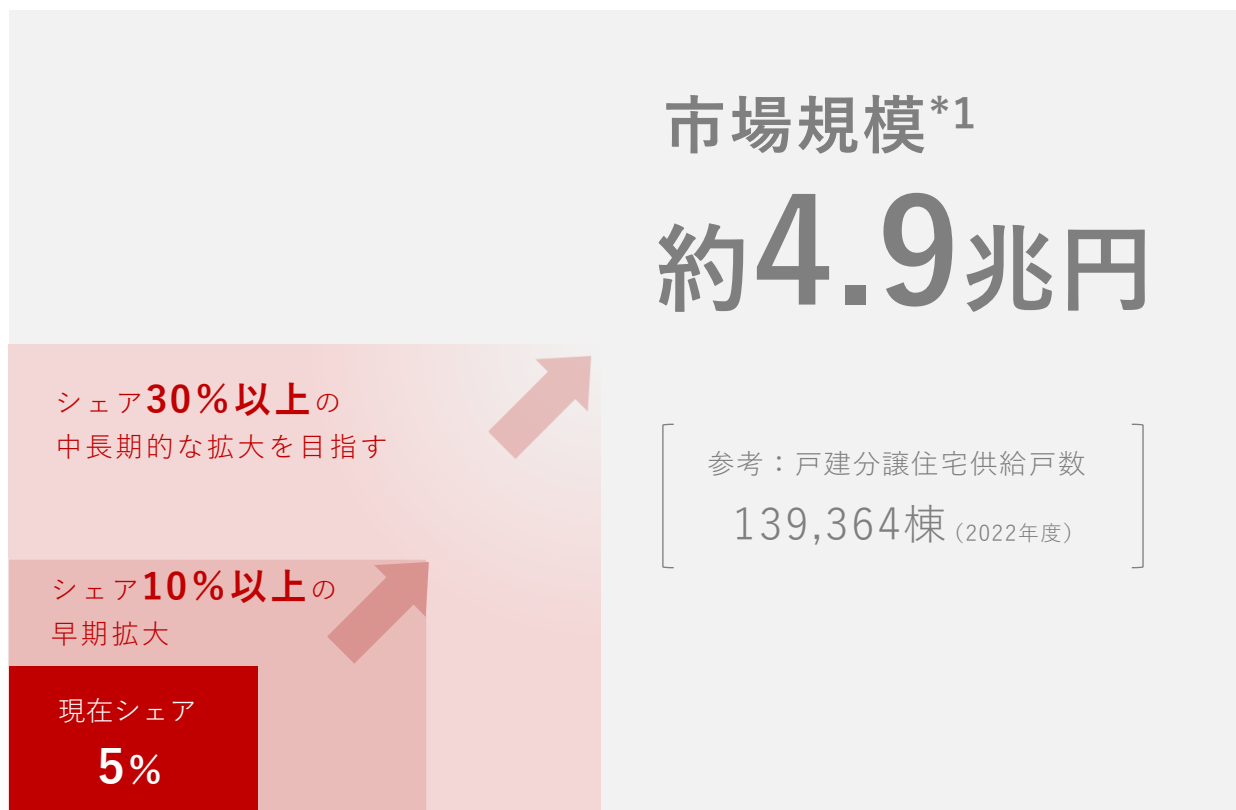 市場規模*1
約4.9兆円
参考：戸建分譲住宅供給戸数
139,364棟（2022年度）
シェア30％以上の
中長期的な拡大を目指す
シェア10％以上の
早期拡大
現在シェア
5%